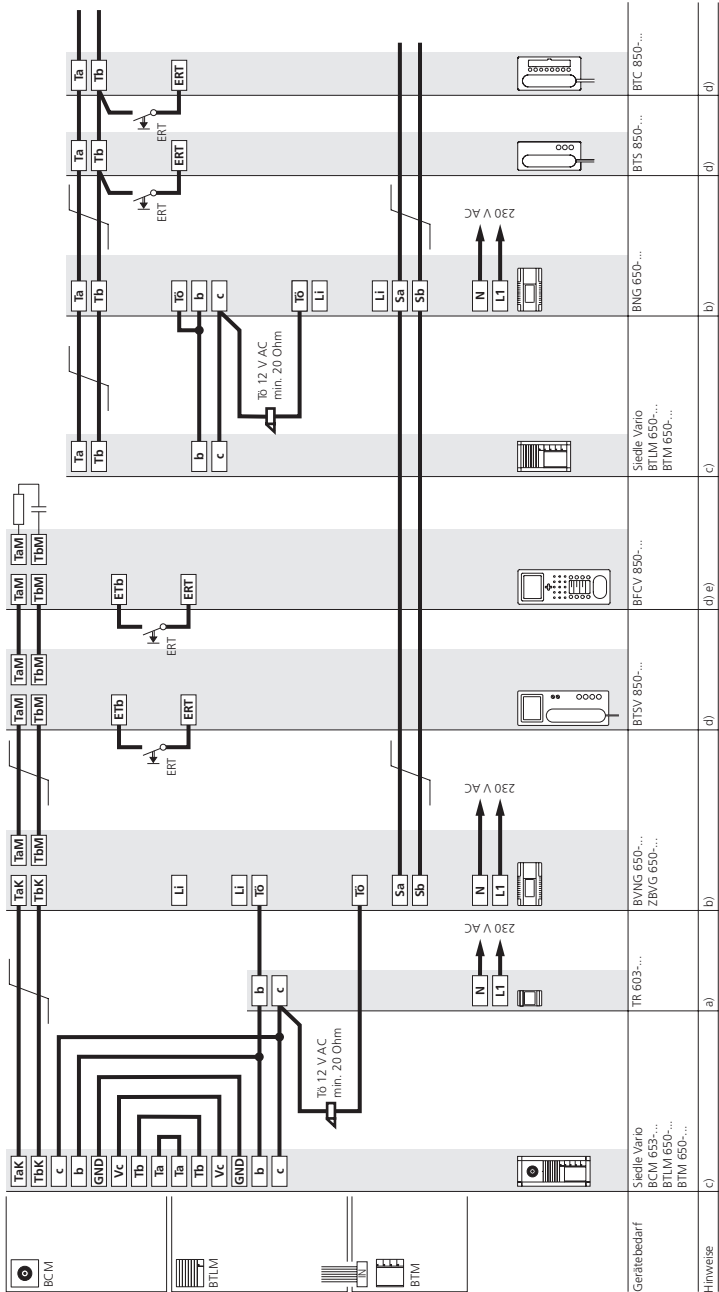 BCM
BTLM
IN
BTM
TaK
TbK
c
b
GND
Vc
Tb
Ta
Ta
Tb
Vc
GND
b
c
Tö 12 V AC
min. 20 Ohm
b
c
N
L1
230 V AC
TaK TaM
TbK TbM
Li
Li
Tö
Tö
Sa
Sb
N
L1
230 V AC
TaM TaM
TbM TbM
ETb
ERT
ERT
TaM TaM
TbM TbM
ETb
ERT
ERT
Ta
Tb
b
c
Tö 12 V AC
min. 20 Ohm
Ta
Tb
Tö
b
c
Tö
Li
Li
Sa
Sb
N
L1
230 V AC
Ta
Tb
ERT
ERT
Ta
Tb
ERT
ERT
Gerätebedarf
Siedle Vario
BCM 653-...
BTLM 650-...
BTM 650-...
TR 603-...
BVNG 650-...
ZBVG 650-...
BTSV 850-...
BFCV 850-...
Siedle Vario
BTLM 650-...
BTM 650-...
BNG 650-...
BTS 850-...
BTC 850-...
Hinweise
c)
a)
b)
d)
d) e)
c)
b)
d)
d)